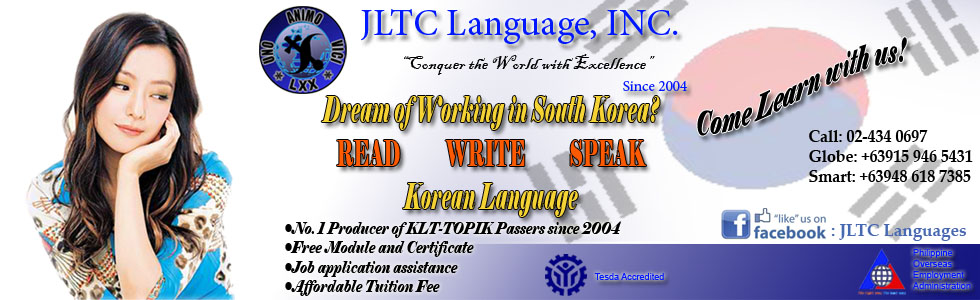 UNO ANIMO VICI
LXX
JLTC Language, INC.
"Conquer the World with Excellence"
Since 2004
Dream of Working in South Korea?
READ WRITE SPEAK
Korean Language
•No. 1 Producer of KLT-TOPIK Passers since 2004
•Free Module and Certificate
•Job application assistance
•Affordable Tuition Fee
Come Learn with us!
Call: 02-434 0697
Globe: +63915 946 5431
Smart: +63948 618 7385
"like" us on
facebook : JLTC Languages
Tesda Accredited
Philippine
Overseas
Employment
Administration